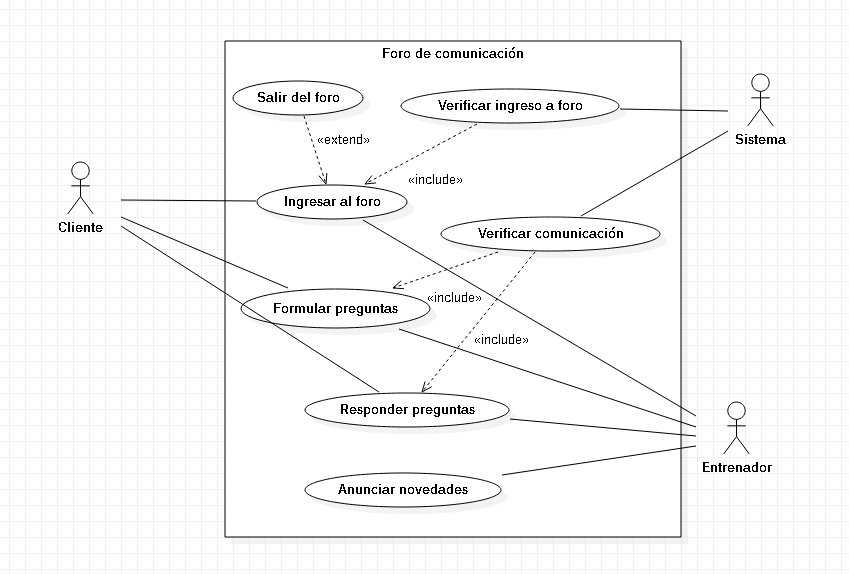 Foro de comunicación
Salir del foro
Verificar ingreso a foro
«extend»
Sistema
«include»
Ingresar al foro
Cliente
Verificar comunicación
«include»
Formular preguntas
«include»
Responder preguntas
Entrenador
Anunciar novedades